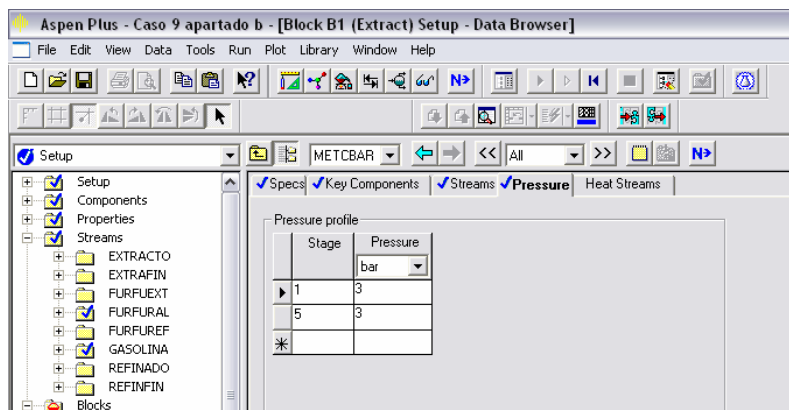 Aspen Plus - Caso 9 apartado b - [Block B1 (Extract) Setup - Data Browser]
File Edit View Data Tools Run Plot Library Window Help
N>
Setup METCBAR << All >> N>
Setup
Components
Properties
Streams
EXTRACTO
EXTRAFIN
FURFUEXT
FURFURAL
FURFUREF
GASOLINA
REFINADO
REFINFIN
Blocks
Specs Key Components Streams Pressure Heat Streams
Pressure profile
Stage Pressure
bar
1 3
5 3